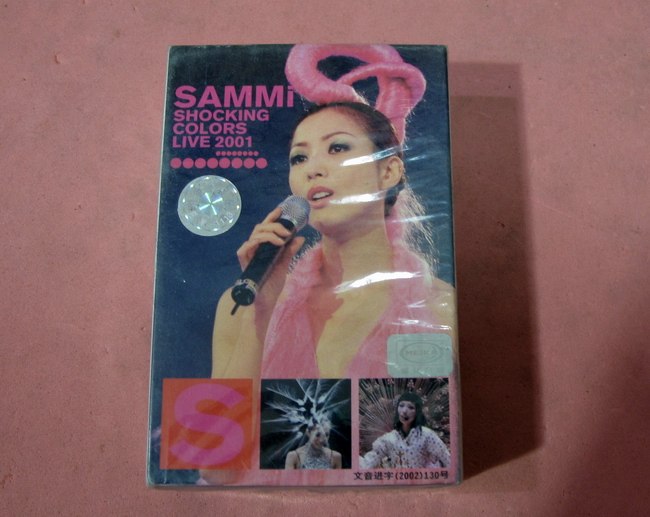 SAMMi
SHOCKING
COLORS
LIVE 2001
S
文音进字(2002)130号